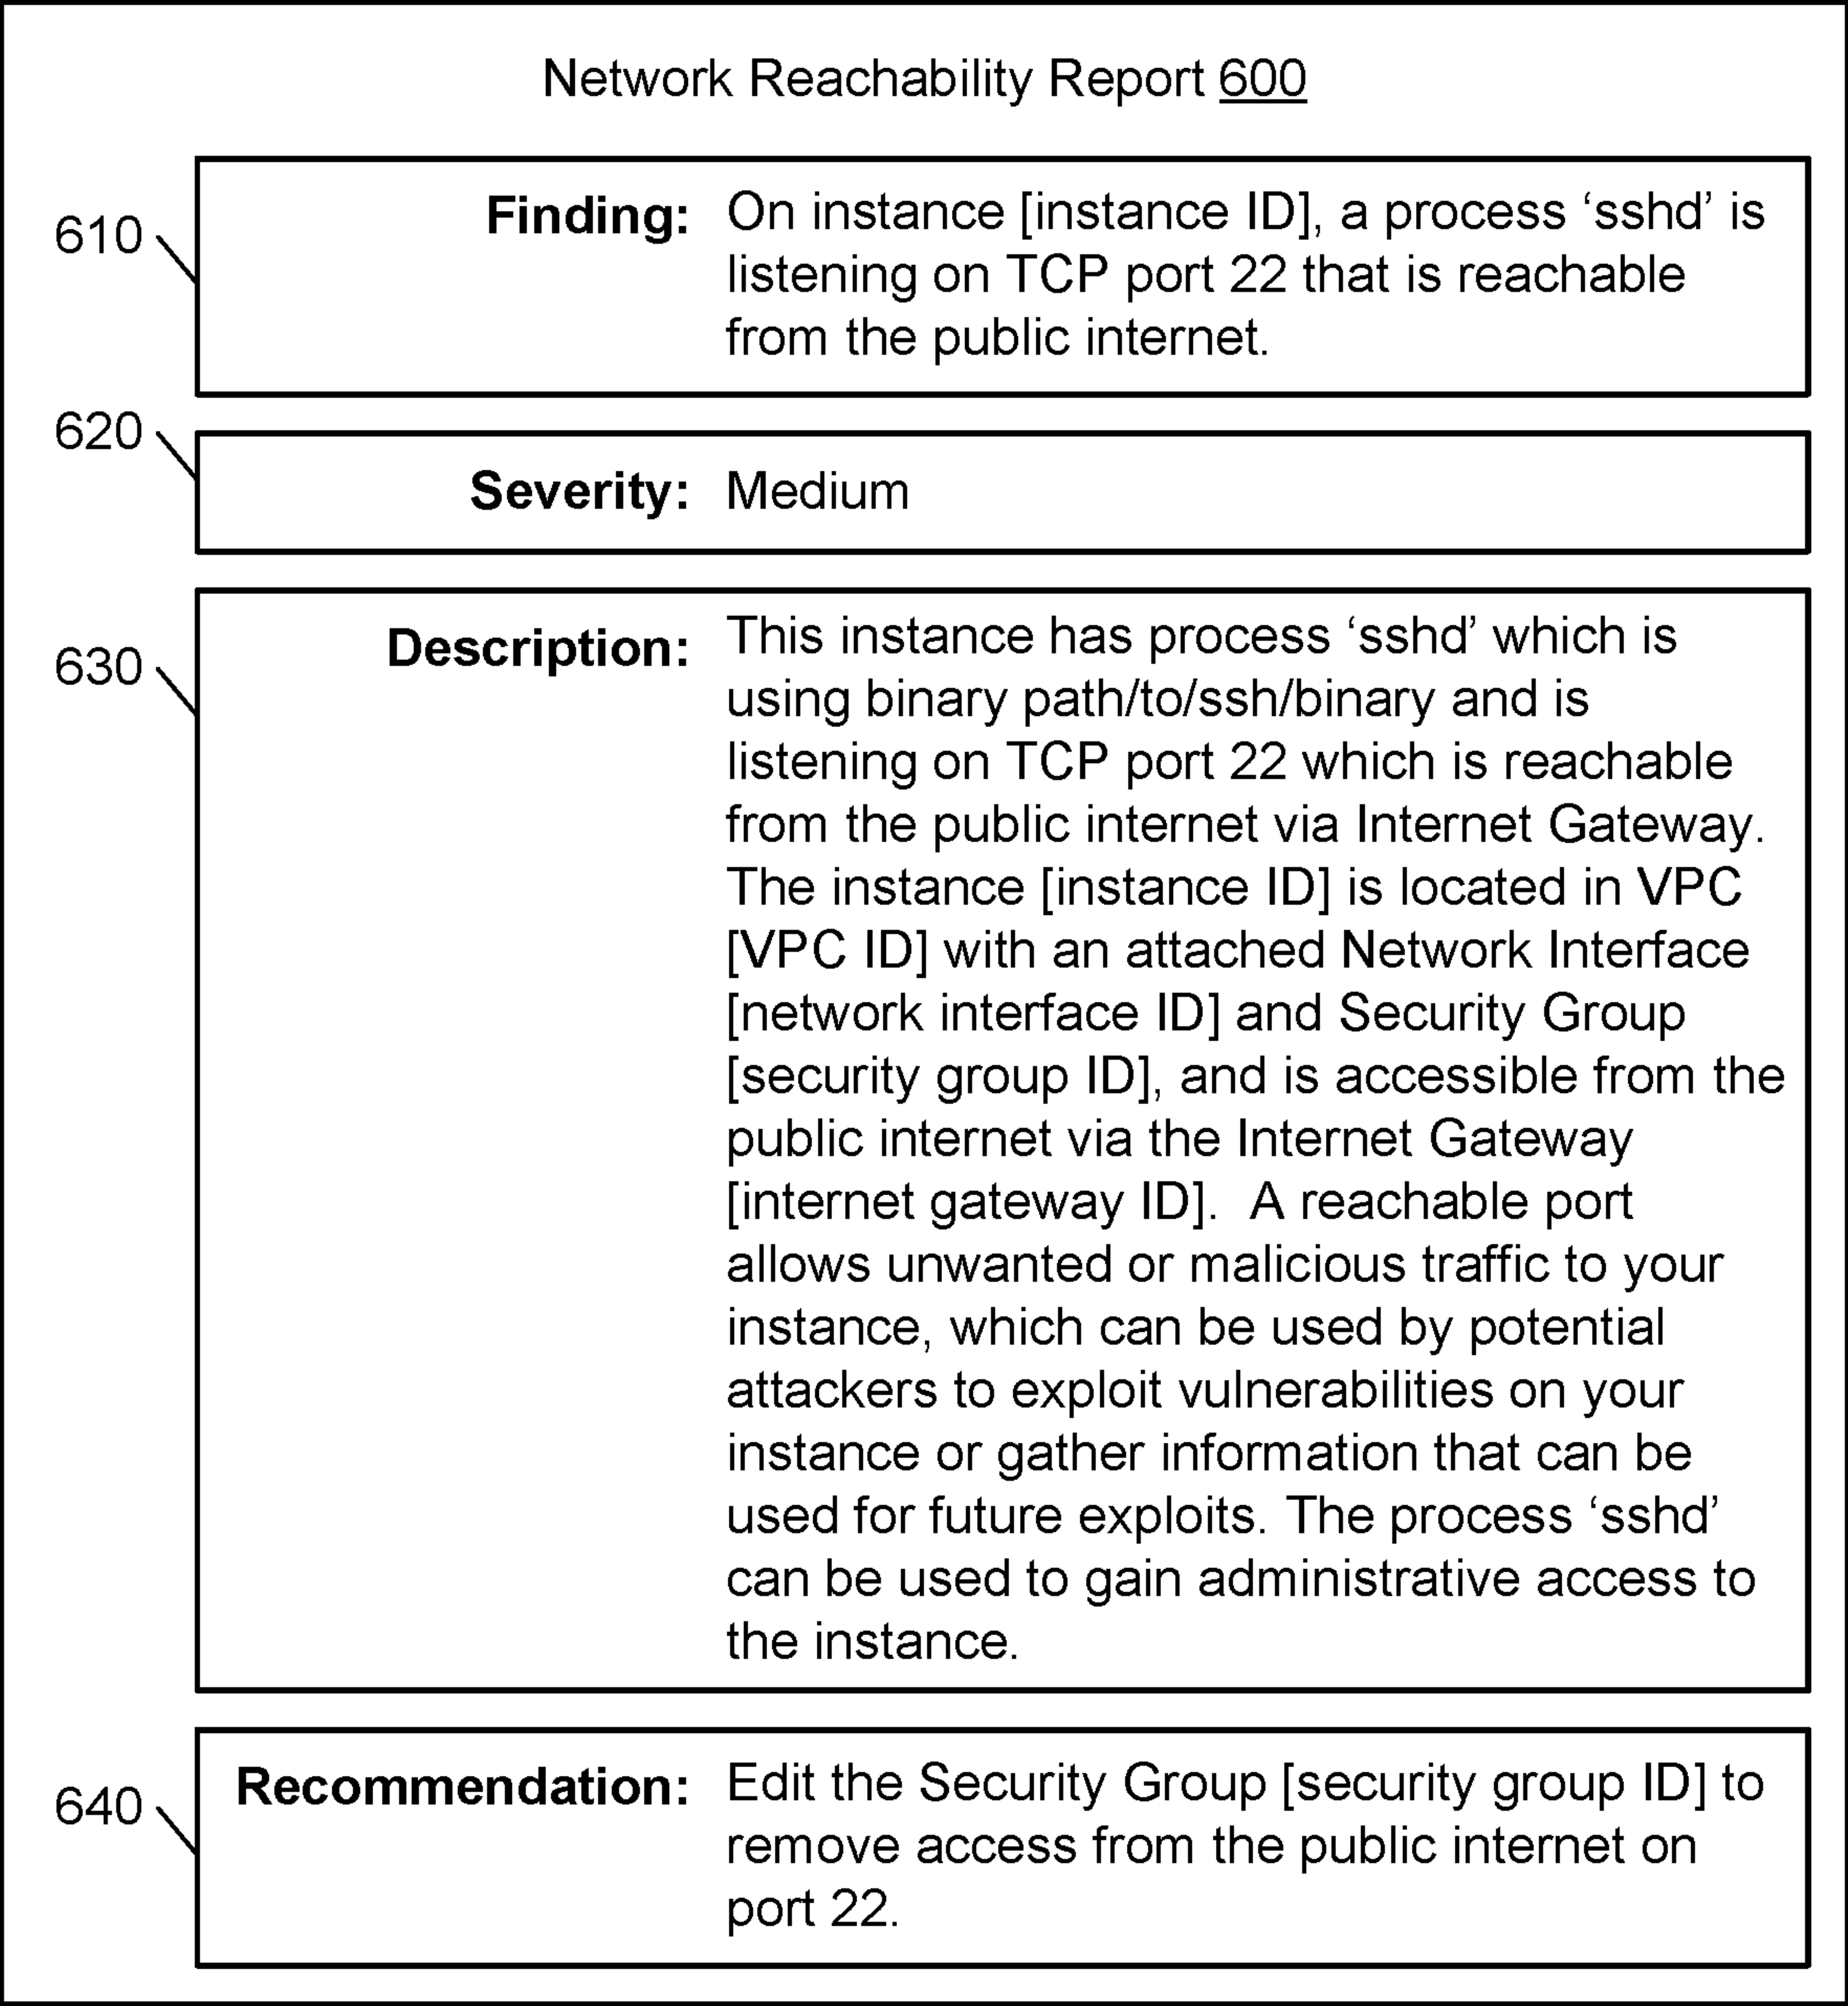 Network Reachability Report 600
610
Finding: On instance [instance ID], a process ‘sshd’ is
listening on TCP port 22 that is reachable
from the public internet.
620
Severity: Medium
630
Description: This instance has process ‘sshd’ which is
using binary path/to/ssh/binary and is
listening on TCP port 22 which is reachable
from the public internet via Internet Gateway.
The instance [instance ID] is located in VPC
[VPC ID] with an attached Network Interface
[network interface ID] and Security Group
[security group ID], and is accessible from the
public internet via the Internet Gateway
[internet gateway ID].  A reachable port
allows unwanted or malicious traffic to your
instance, which can be used by potential
attackers to exploit vulnerabilities on your
instance or gather information that can be
used for future exploits. The process ‘sshd’
can be used to gain administrative access to
the instance.
640
Recommendation: Edit the Security Group [security group ID] to
remove access from the public internet on
port 22.